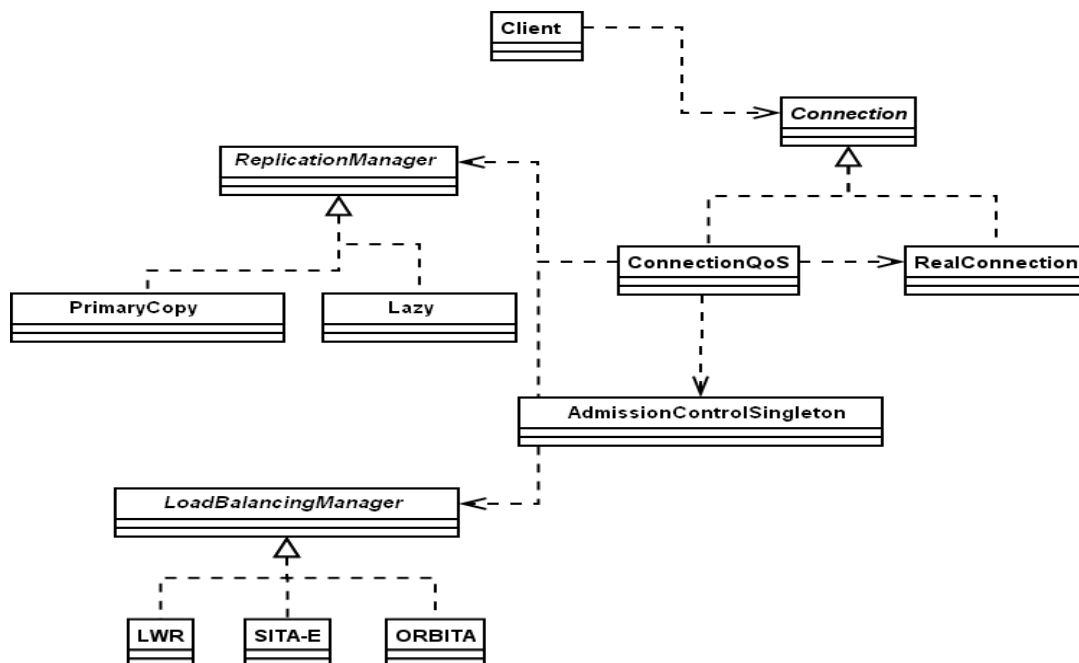 Client
Connection
ReplicationManager
ConnectionQoS
RealConnection
PrimaryCopy
Lazy
AdmissionControlSingleton
LoadBalancingManager
LWR
SITA-E
ORBITA